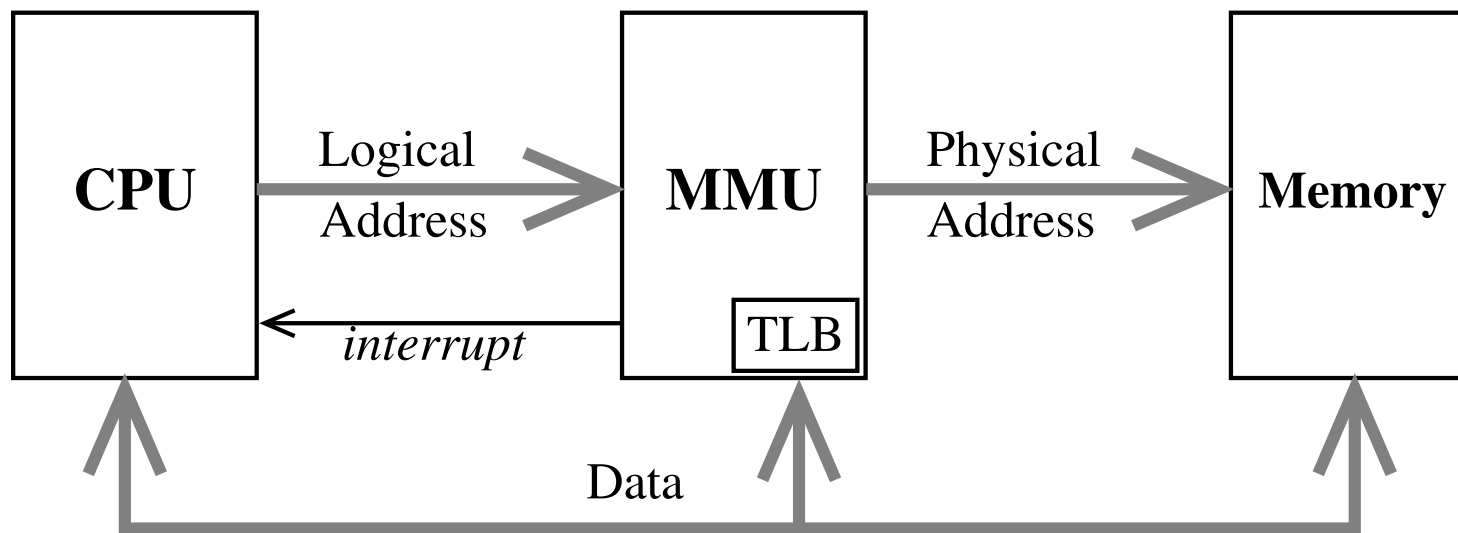 CPU
Logical
Address
MMU
Physical
Address
Memory
interrupt
TLB
Data